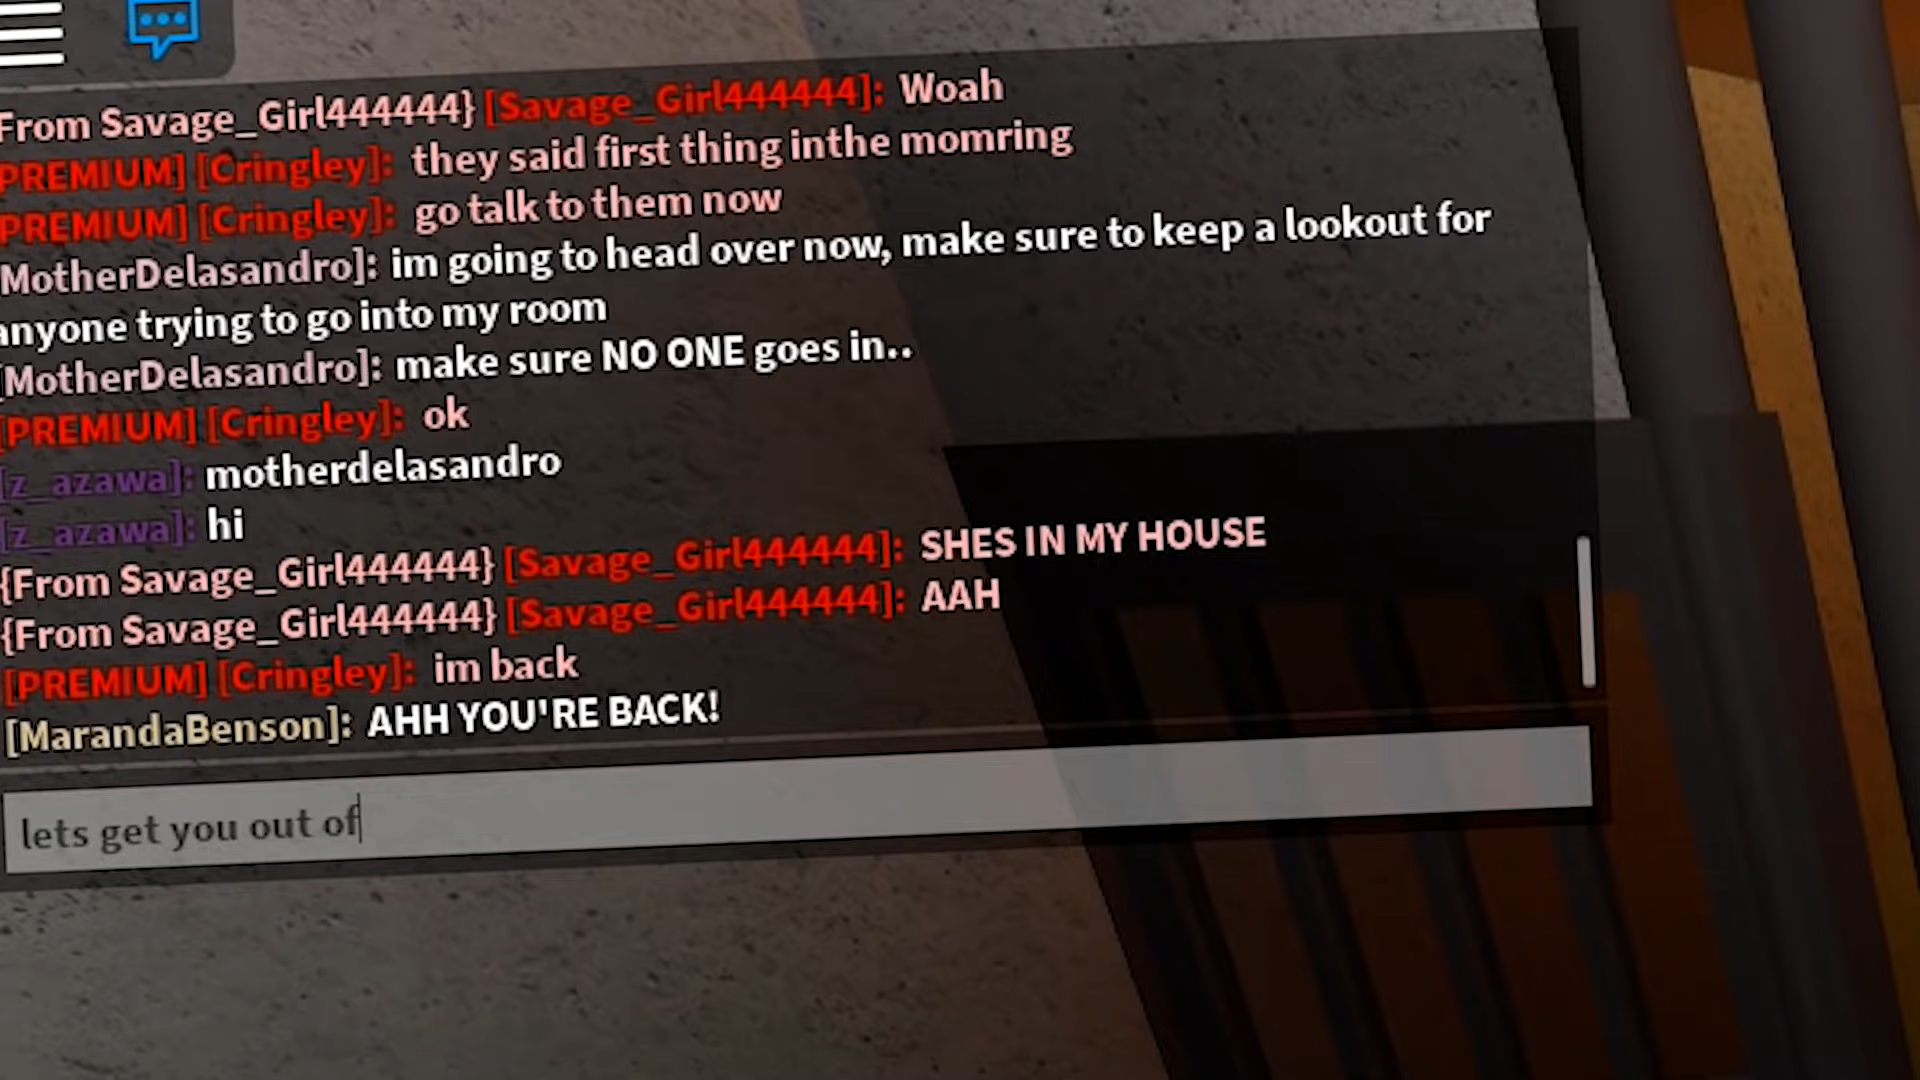 From Savage_Girl444444} [Savage_Girl444444]: Woah
PREMIUM] [Cringley]: they said first thing inthe momring
PREMIUM] [Cringley]: go talk to them now
MotherDelasandro]: im going to head over now, make sure to keep a lookout for
anyone trying to go into my room
[MotherDelasandro]: make sure NO ONE goes in..
[PREMIUM] [Cringley]: ok
[z_azawa]: motherdelasandro
[z_azawa]: hi
{From Savage_Girl444444} [Savage_Girl444444]: SHES IN MY HOUSE
{From Savage_Girl444444} [Savage_Girl444444]: AAH
[PREMIUM] [Cringley]: im back
[MarandaBenson]: AHH YOU'RE BACK!
lets get you out of